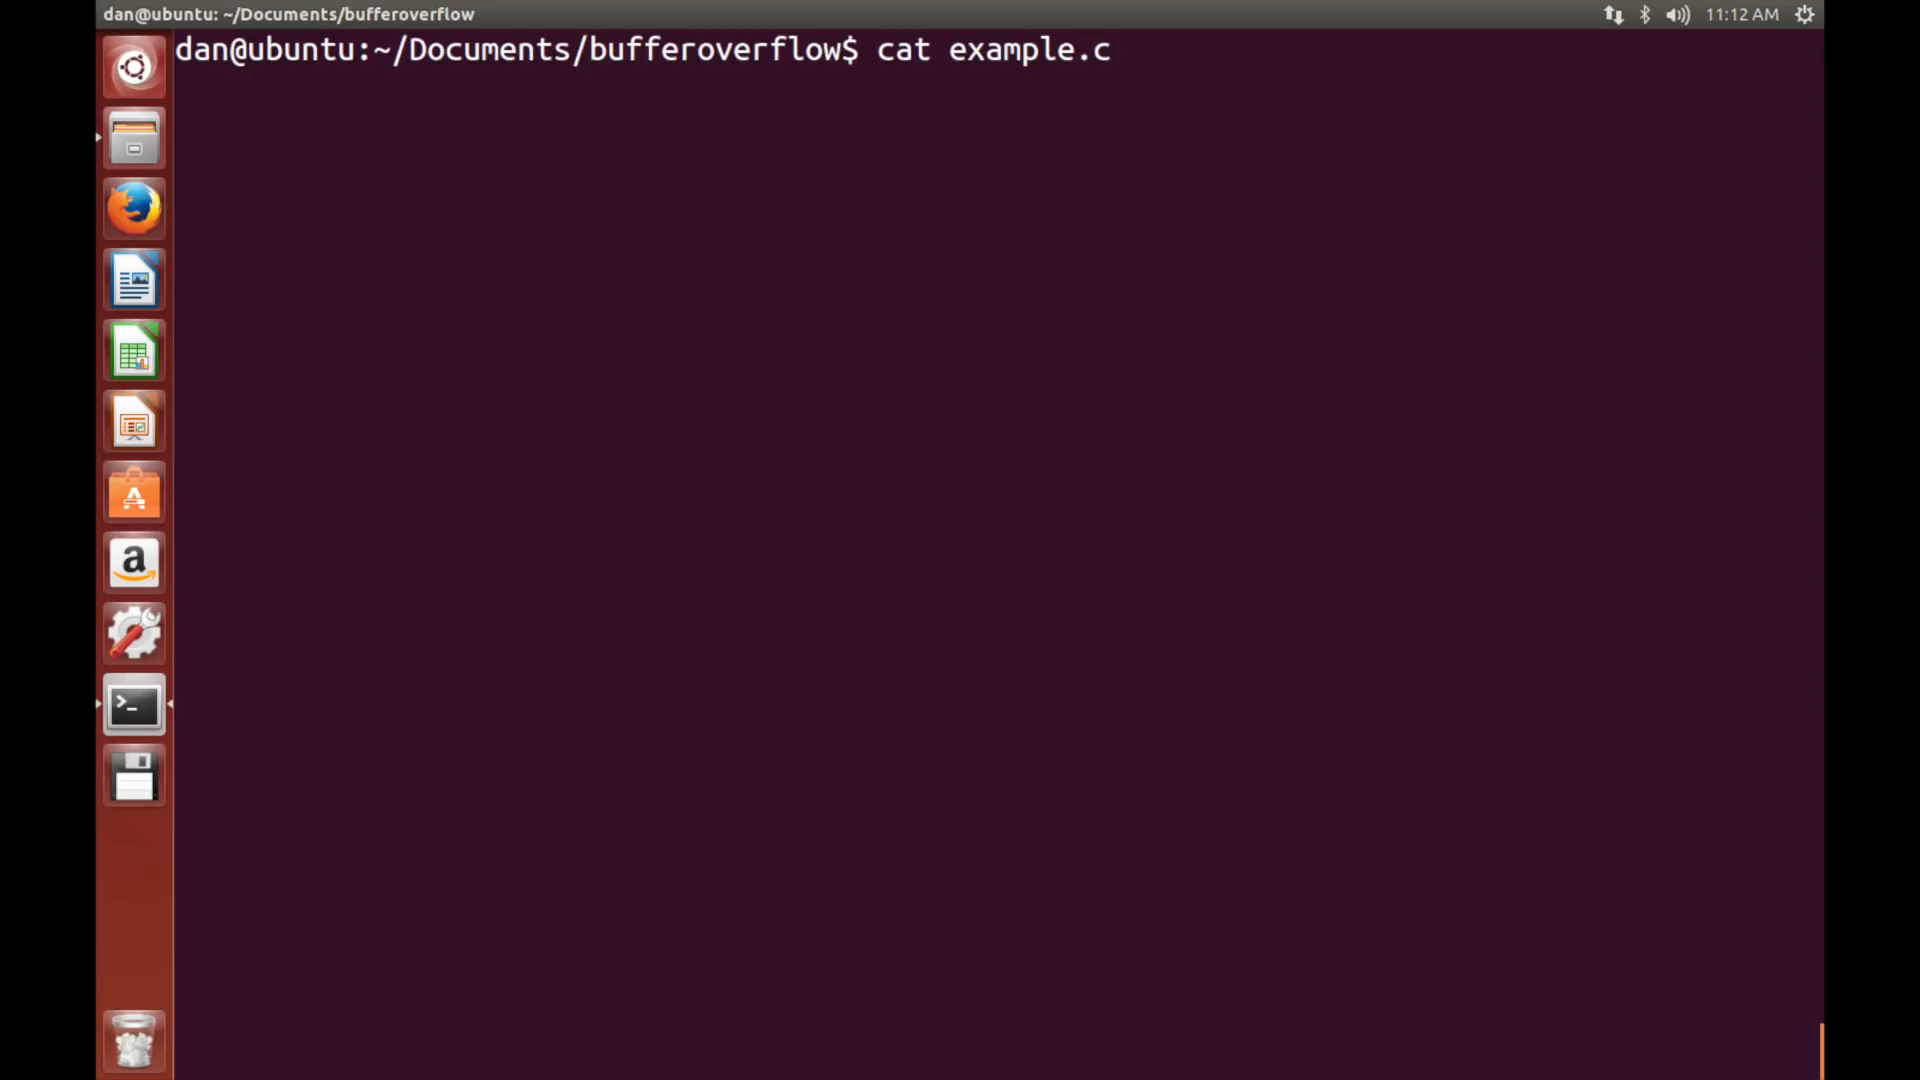 dan@ubuntu: ~/Documents/bufferoverflow
11:12 AM
dan@ubuntu:~/Documents/bufferoverflow$ cat example.c